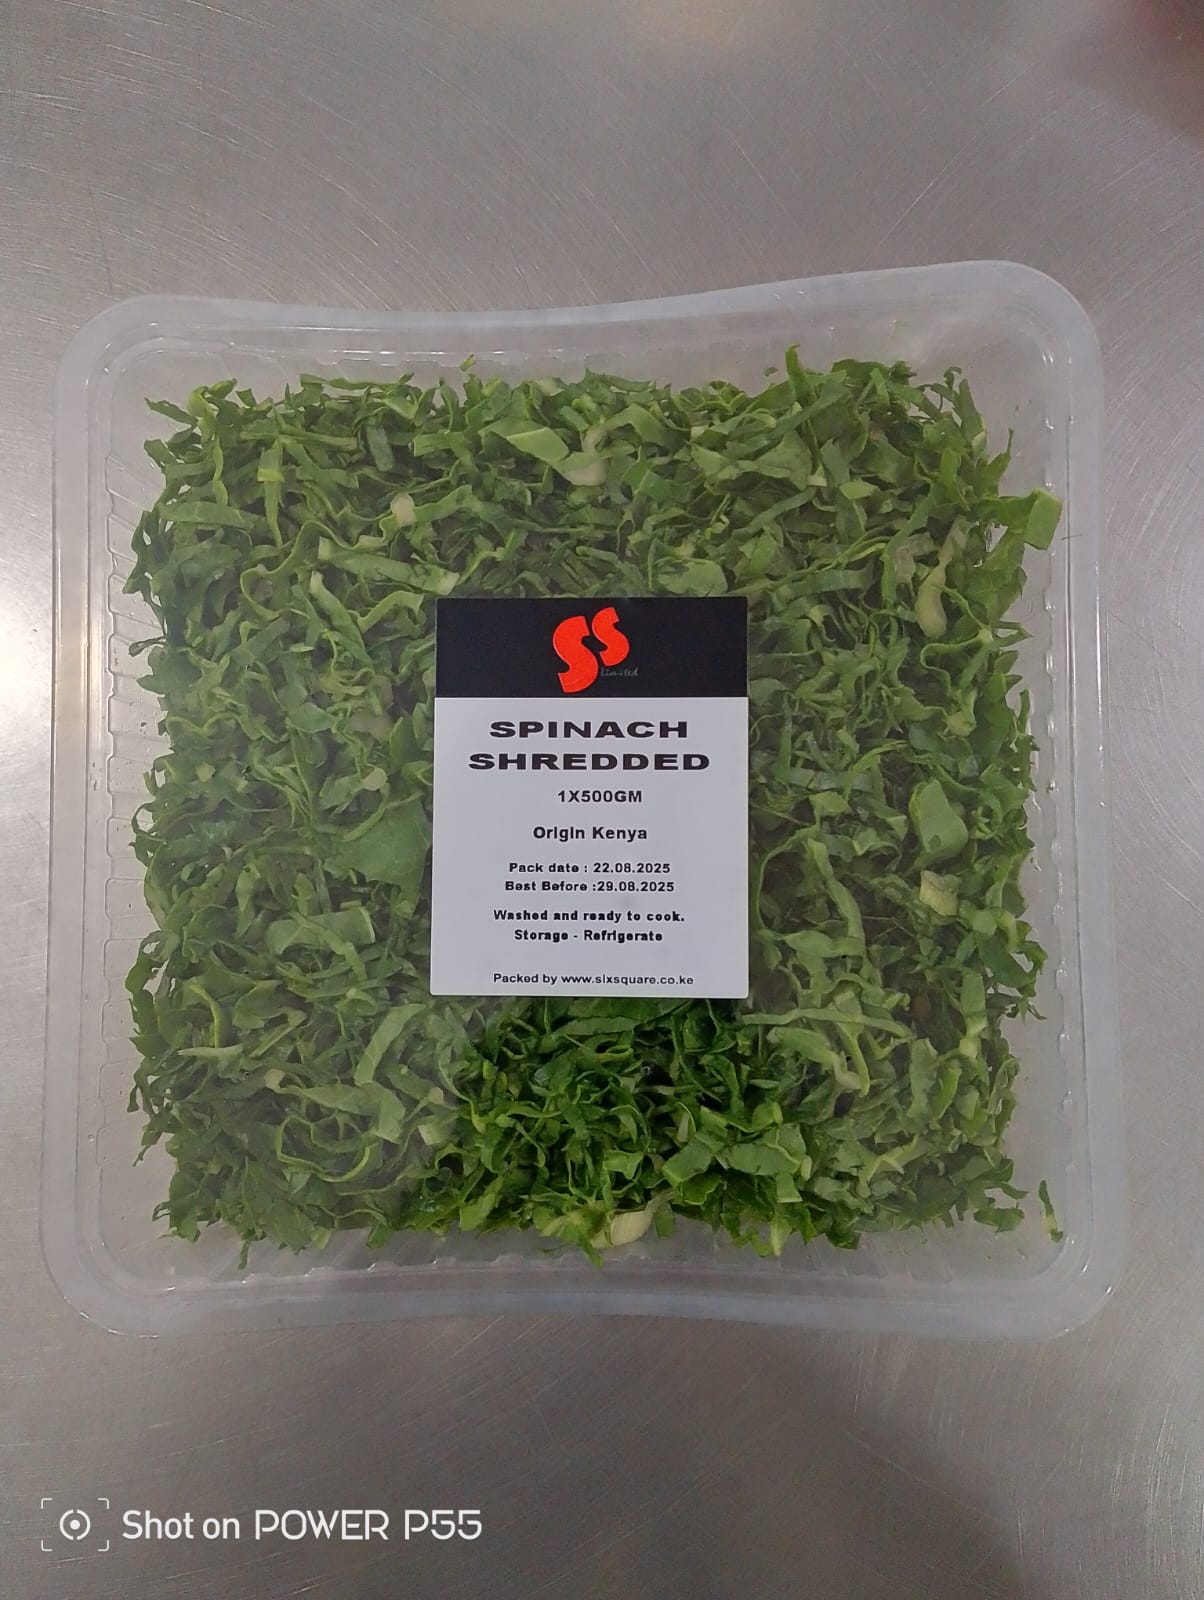 SS
Limited
SPINACH
SHREDDED
1X500GM
Origin Kenya
Pack date : 22.08.2025
Best Before :29.08.2025
Washed and ready to cook.
Storage - Refrigerate
Packed by www.sixsquare.co.ke
Shot on POWER P55